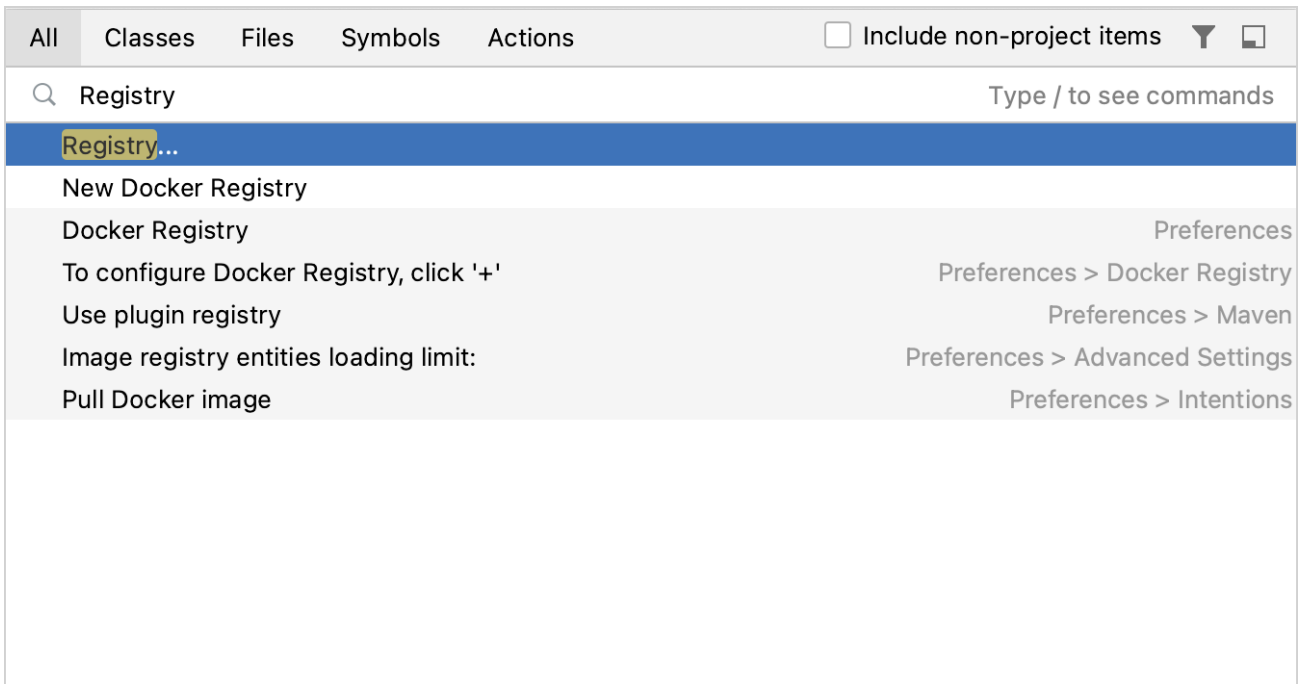 All Classes Files Symbols Actions Include non-project items
Registry Type / to see commands
Registry...
New Docker Registry
Docker Registry Preferences
To configure Docker Registry, click '+' Preferences > Docker Registry
Use plugin registry Preferences > Maven
Image registry entities loading limit: Preferences > Advanced Settings
Pull Docker image Preferences > Intentions